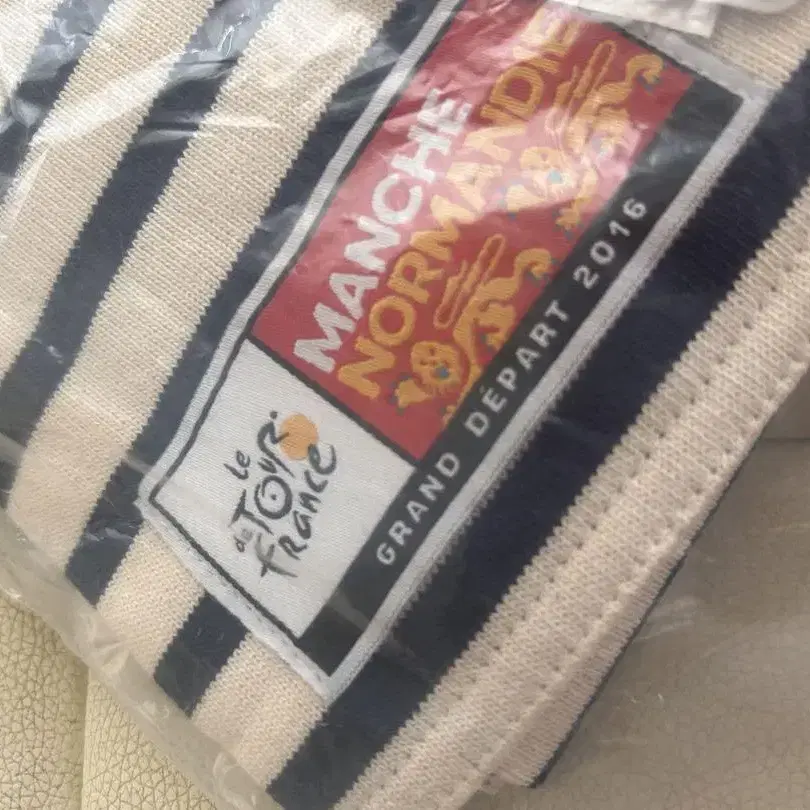 MANCHE
NORMANDIE
le
TOUR
de
France
GRAND DÉPART 2016